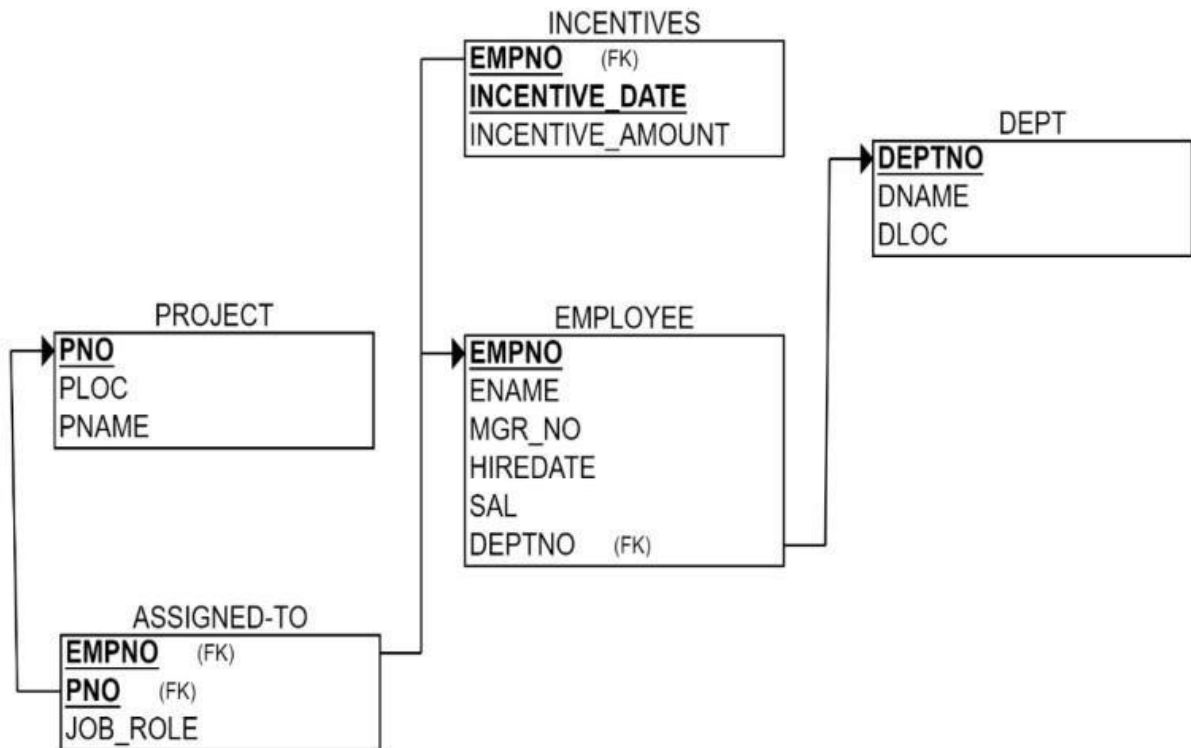 INCENTIVES
EMPNO (FK)
INCENTIVE_DATE
INCENTIVE_AMOUNT
DEPT
DEPTNO
DNAME
DLOC
PROJECT
PNO
PLOC
PNAME
EMPLOYEE
EMPNO
ENAME
MGR_NO
HIREDATE
SAL
DEPTNO (FK)
ASSIGNED-TO
EMPNO (FK)
PNO (FK)
JOB_ROLE